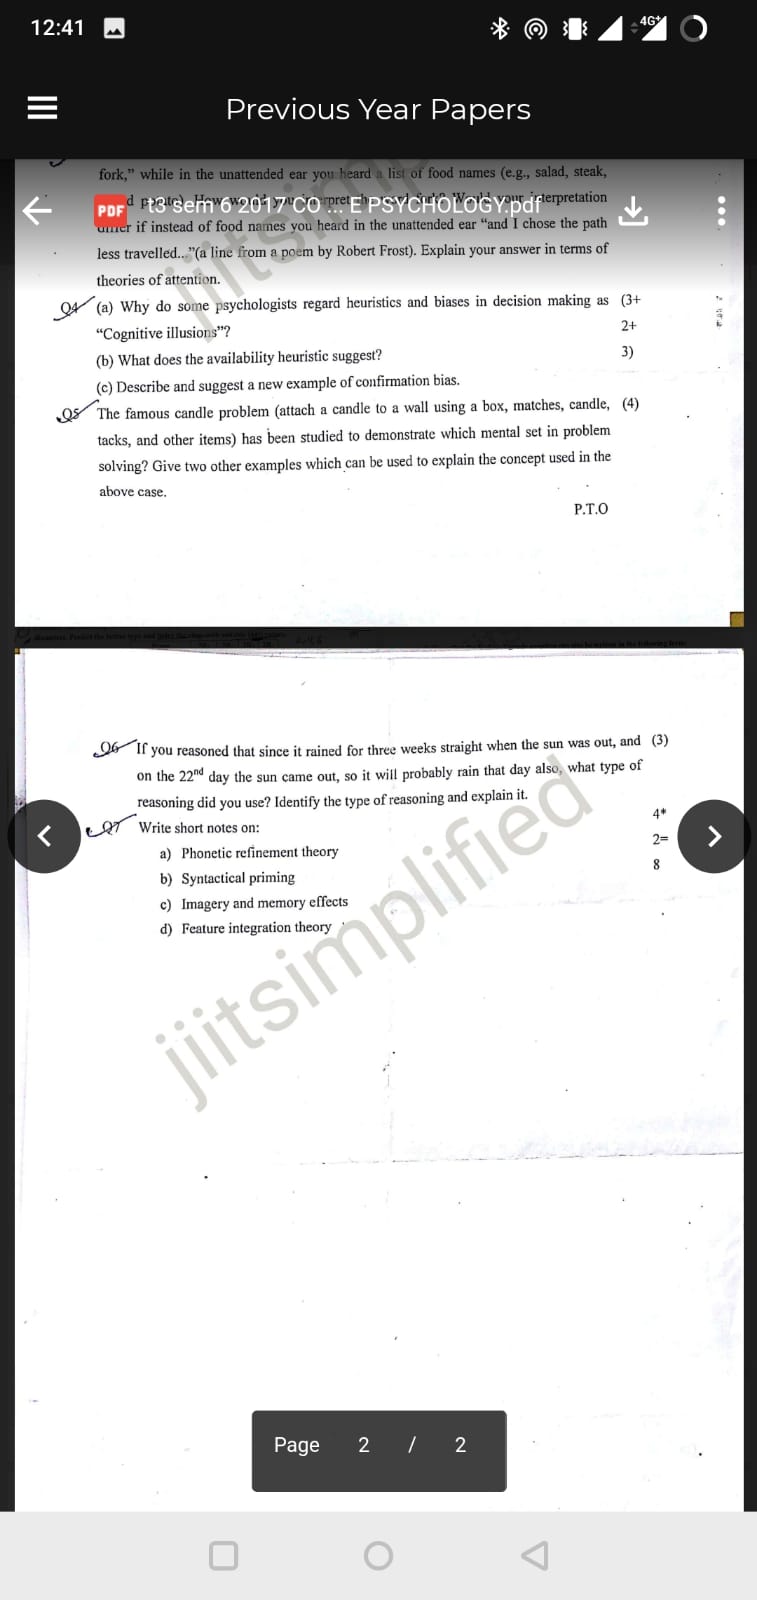 12:41
4G+
Previous Year Papers
fork,” while in the unattended ear you heard a list of food names (e.g., salad, steak,
PDF t3 sem 6 2017 CO ... E PSYCHOLOGY.pdf
interpretation
differ if instead of food names you heard in the unattended ear “and I chose the path
less travelled...”(a line from a poem by Robert Frost). Explain your answer in terms of
theories of attention.
Q4 (a) Why do some psychologists regard heuristics and biases in decision making as (3+
“Cognitive illusions”? 2+
(b) What does the availability heuristic suggest? 3)
(c) Describe and suggest a new example of confirmation bias.
Q5 The famous candle problem (attach a candle to a wall using a box, matches, candle, (4)
tacks, and other items) has been studied to demonstrate which mental set in problem
solving? Give two other examples which can be used to explain the concept used in the
above case.
P.T.O
Q6 If you reasoned that since it rained for three weeks straight when the sun was out, and (3)
on the 22nd day the sun came out, so it will probably rain that day also, what type of
reasoning did you use? Identify the type of reasoning and explain it.
Q7 Write short notes on: 4*
a) Phonetic refinement theory 2=
b) Syntactical priming 8
c) Imagery and memory effects
d) Feature integration theory
jiitsimplified
Page 2 / 2